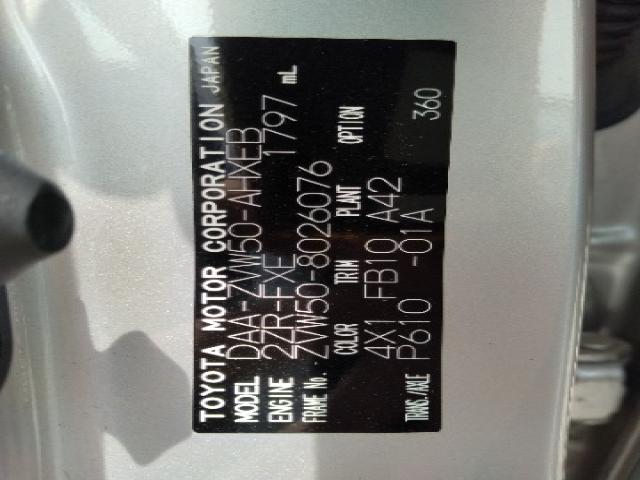 TOYOTA MOTOR CORPORATION JAPAN
MODEL DAA-ZVW50-AHXEB
ENGINE 2ZR-FXE 1797 mL
FRAME No. ZVW50-8026076
COLOR TRIM PLANT OPTION
4X1 FB10 A42
TRANS./AXLE P610 -01A 360